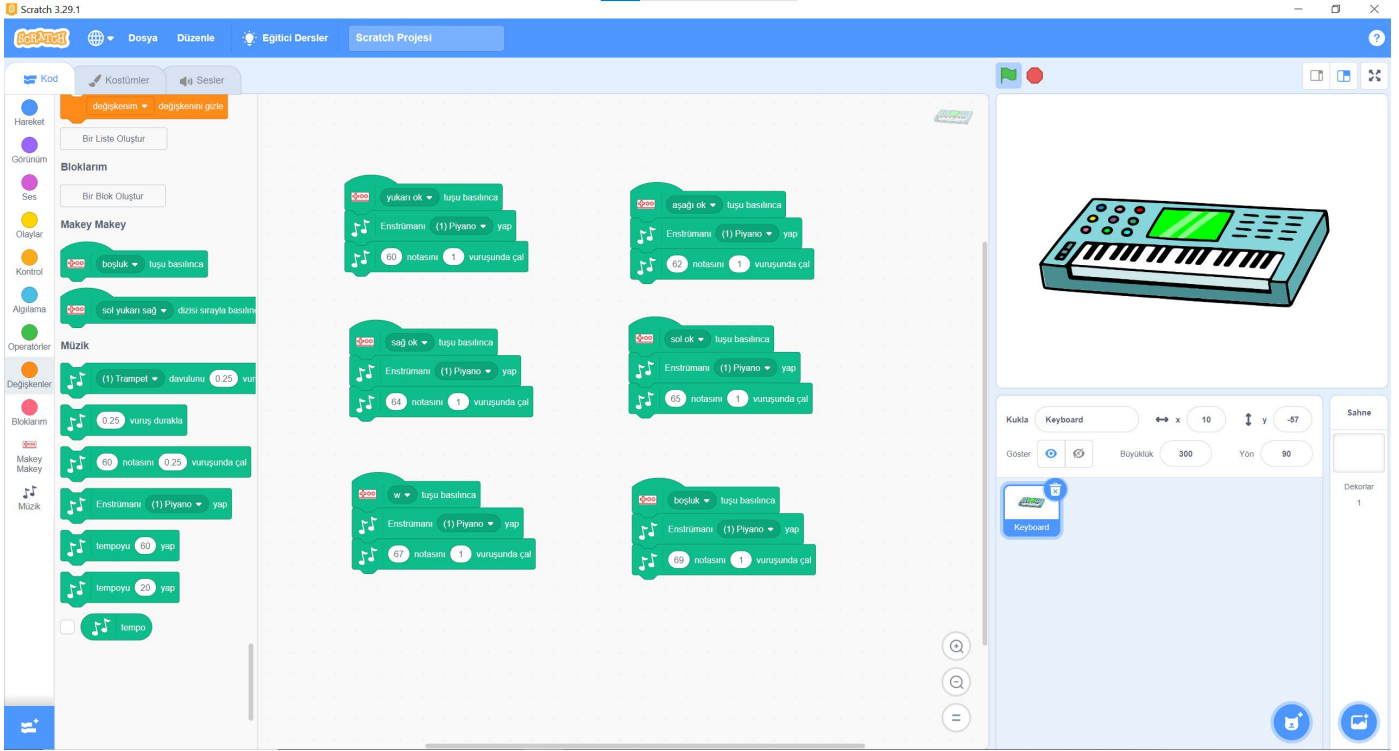 Scratch 3.29.1
SCRATCH Dosya Düzenle Eğitici Dersler Scratch Projesi ?
Kod Kostümler Sesler
Hareket
Görünüm
Ses
Olaylar
Kontrol
Algılama
Operatörler
Değişkenler
Bloklarım
Makey
Makey
Müzik
değişkenim değişkenini gizle
Bir Liste Oluştur
Bloklarım
Bir Blok Oluştur
Makey Makey
boşluk tuşu basılınca
sol yukarı sağ dizisi sırayla
Müzik
(1) Trampet davulunu 0.25
0.25 vuruş durakla
60 notasını 0.25 vuruşunda çal
Enstrümanı (1) Piyano yap
tempoyu 60 yap
tempoyu 20 yap
tempo
yukarı ok tuşu basılınca
Enstrümanı (1) Piyano yap
60 notasını 1 vuruşunda çal
aşağı ok tuşu basılınca
Enstrümanı (1) Piyano yap
62 notasını 1 vuruşunda çal
sağ ok tuşu basılınca
Enstrümanı (1) Piyano yap
64 notasını 1 vuruşunda çal
sol ok tuşu basılınca
Enstrümanı (1) Piyano yap
65 notasını 1 vuruşunda çal
w tuşu basılınca
Enstrümanı (1) Piyano yap
67 notasını 1 vuruşunda çal
boşluk tuşu basılınca
Enstrümanı (1) Piyano yap
69 notasını 1 vuruşunda çal
Kukla Keyboard x 10 y -57
Göster Büyüklük 300 Yön 90
Keyboard
Sahne
Dekorlar
1